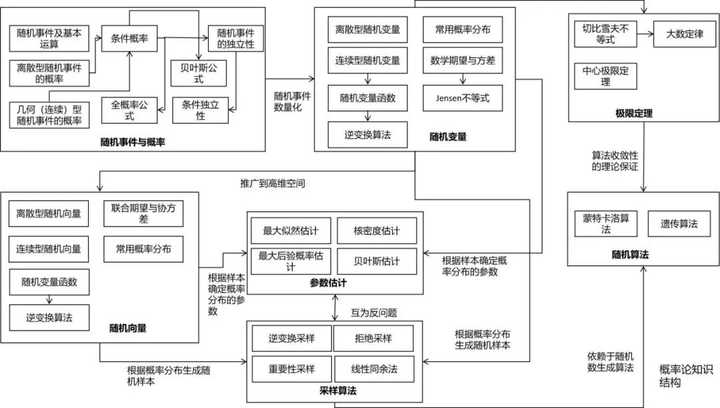 随机事件及基本
运算
条件概率
随机事件
的独立性
离散型随机事件
的概率
贝叶斯公
式
几何（连续）型
随机事件的概率
全概率公
式
条件独立
性
随机事件与概率
随机事件
数量化
离散型随机变量
常用概率分布
连续型随机变量
数学期望与方差
随机变量函数
Jensen不等式
逆变换算法
随机变量
切比雪夫不
等式
大数定律
中心极限定
理
极限定理
算法收敛性
的理论保证
推广到高维空间
离散型随机向量
联合期望与协方
差
连续型随机向量
常用概率分布
随机变量函数
逆变换算法
随机向量
根据样本
确定概率
分布的参
数
最大似然估计
核密度估计
最大后验概率估
计
贝叶斯估计
参数估计
根据样本确定概
率分布的参数
蒙特卡洛算
法
遗传算法
随机算法
互为反问题
逆变换采样
拒绝采样
重要性采样
线性同余法
采样算法
根据概率分布生成随
机样本
根据概率分布
生成随机样本
依赖于随机
数生成算法
概率论知识
结构